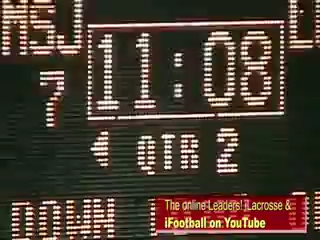 MSJ
11:08
7
QTR 2
DOWN
The online Leaders! iLacrosse &
iFootball on YouTube